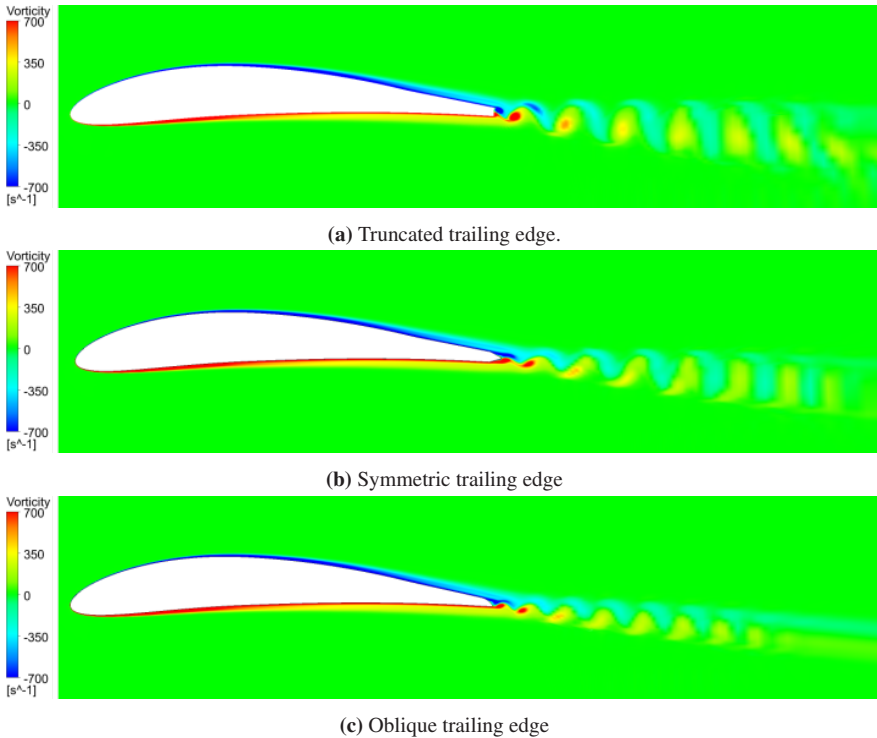 Vorticity
700
350
0
-350
-700
[s^-1]
(a) Truncated trailing edge.
Vorticity
700
350
0
-350
-700
[s^-1]
(b) Symmetric trailing edge
Vorticity
700
350
0
-350
-700
[s^-1]
(c) Oblique trailing edge